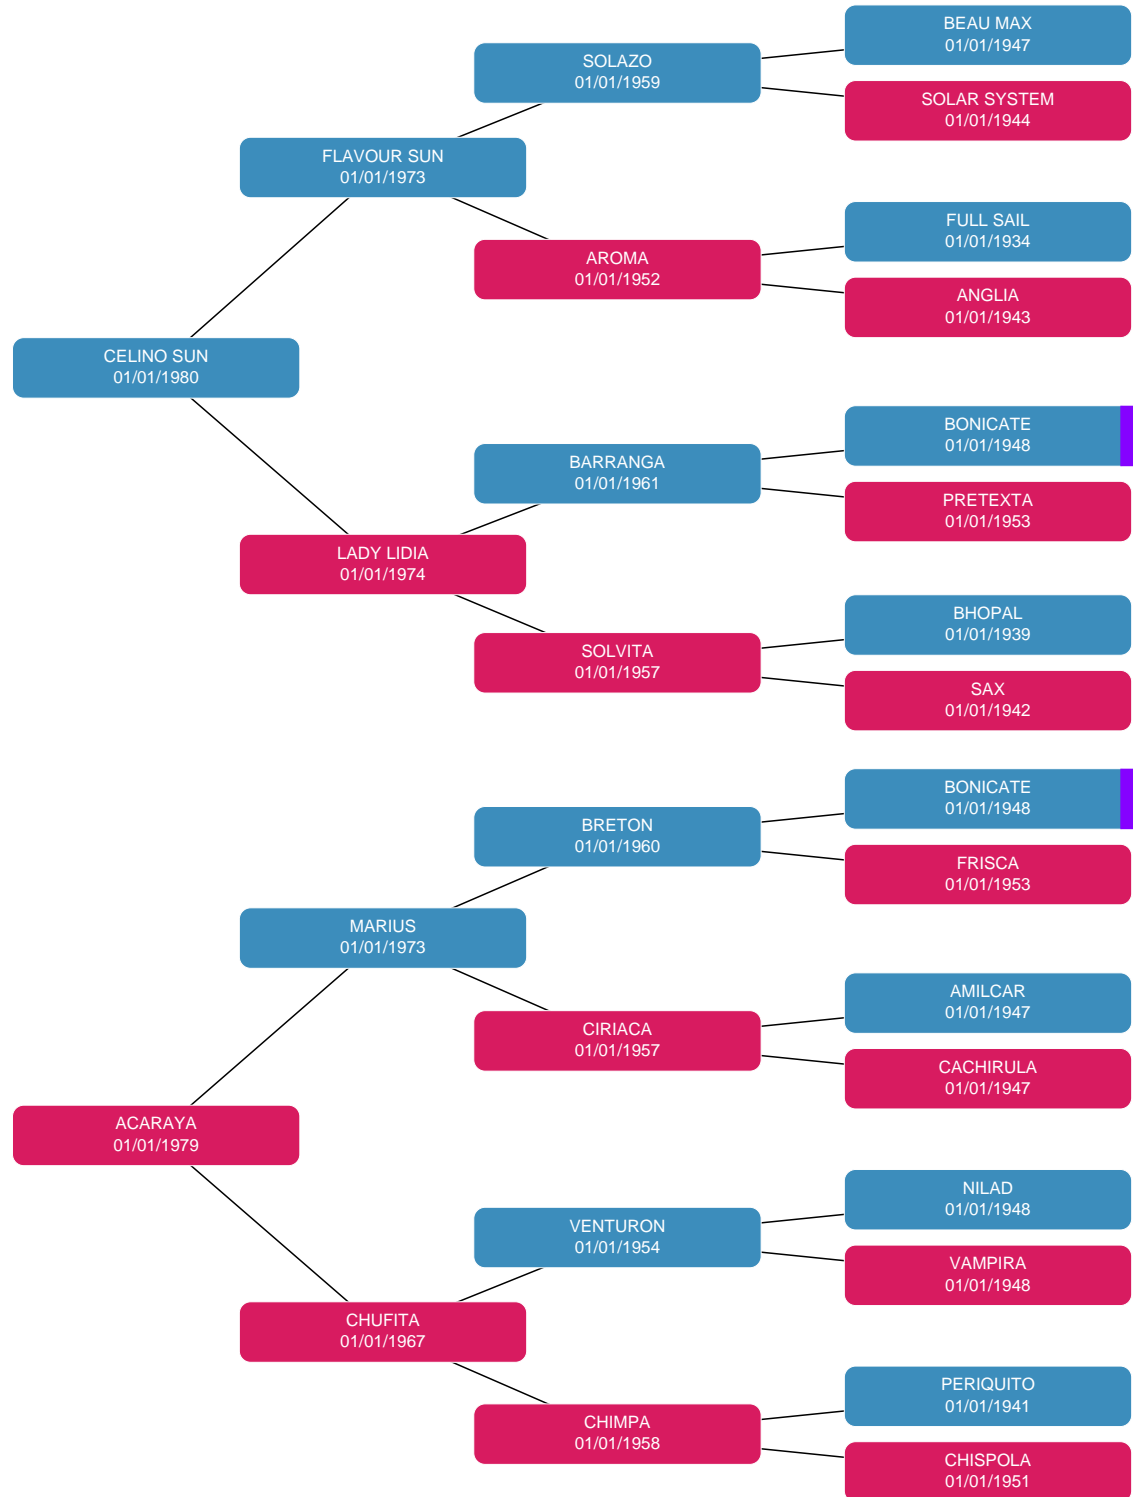 BEAU MAX
01/01/1947
SOLAZO
01/01/1959
SOLAR SYSTEM
01/01/1944
FLAVOUR SUN
01/01/1973
FULL SAIL
01/01/1934
AROMA
01/01/1952
ANGLIA
01/01/1943
CELINO SUN
01/01/1980
BONICATE
01/01/1948
BARRANGA
01/01/1961
PRETEXTA
01/01/1953
LADY LIDIA
01/01/1974
BHOPAL
01/01/1939
SOLVITA
01/01/1957
SAX
01/01/1942
BONICATE
01/01/1948
BRETON
01/01/1960
FRISCA
01/01/1953
MARIUS
01/01/1973
AMILCAR
01/01/1947
CIRIACA
01/01/1957
CACHIRULA
01/01/1947
ACARAYA
01/01/1979
NILAD
01/01/1948
VENTURON
01/01/1954
VAMPIRA
01/01/1948
CHUFITA
01/01/1967
PERIQUITO
01/01/1941
CHIMPA
01/01/1958
CHISPOLA
01/01/1951